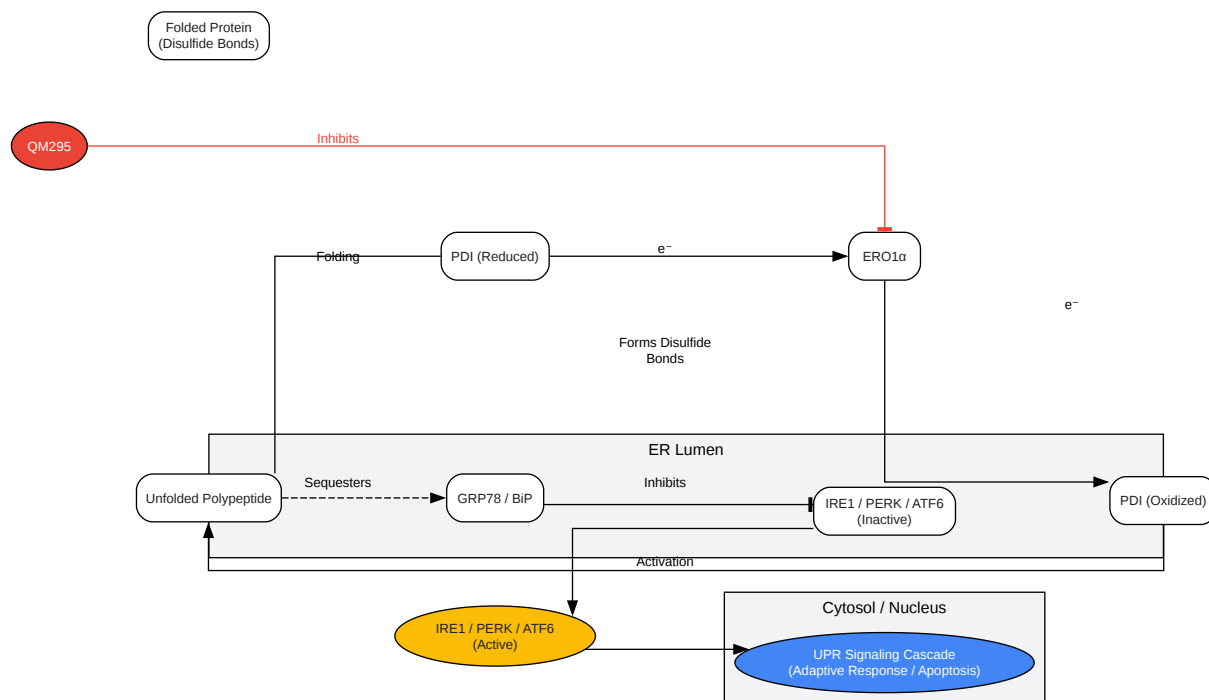 Folded Protein
(Disulfide Bonds)
QM295
Inhibits
Folding
PDI (Reduced)
e⁻
ERO1α
e⁻
Forms Disulfide
Bonds
ER Lumen
Unfolded Polypeptide
Sequesters
GRP78 / BiP
Inhibits
IRE1 / PERK / ATF6
(Inactive)
PDI (Oxidized)
Activation
IRE1 / PERK / ATF6
(Active)
Cytosol / Nucleus
UPR Signaling Cascade
(Adaptive Response / Apoptosis)